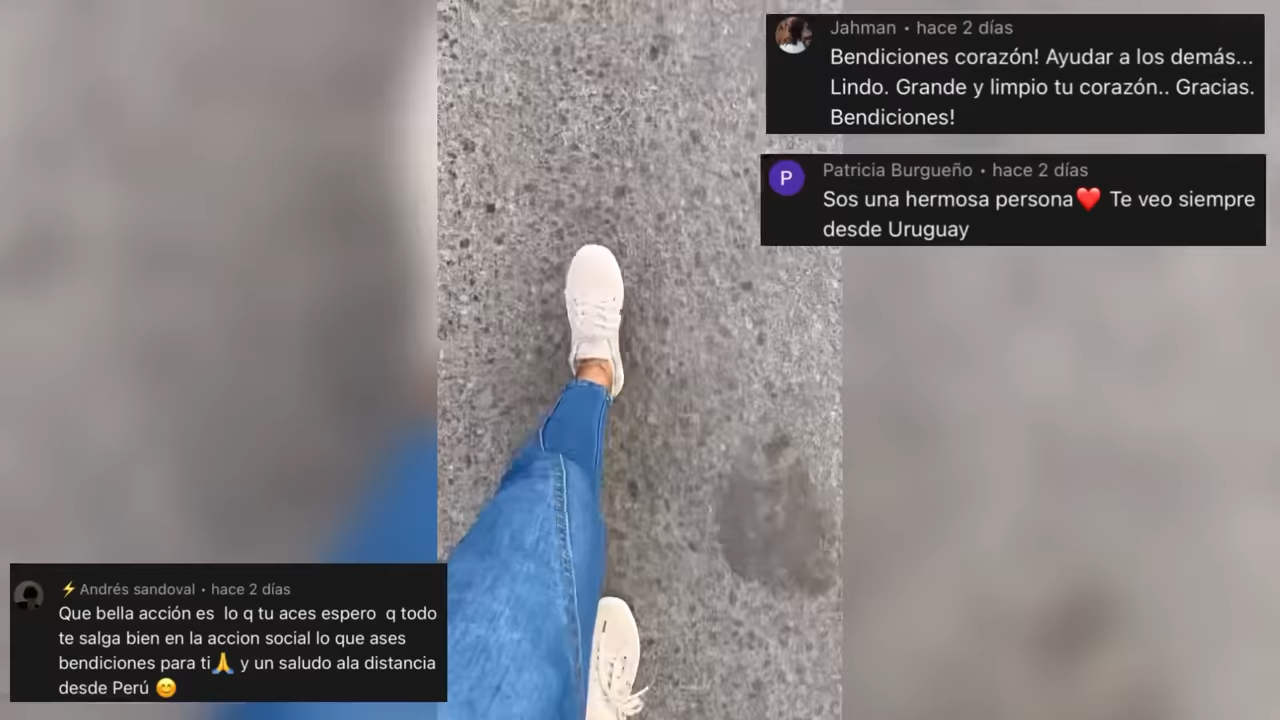 Jahman • hace 2 días
Bendiciones corazón! Ayudar a los demás...
Lindo. Grande y limpio tu corazón.. Gracias.
Bendiciones!
P
Patricia Burgueño • hace 2 días
Sos una hermosa persona❤️ Te veo siempre
desde Uruguay
⚡Andrés sandoval • hace 2 días
Que bella acción es lo q tu aces espero q todo
te salga bien en la accion social lo que ases
bendiciones para ti🙏 y un saludo ala distancia
desde Perú 😊